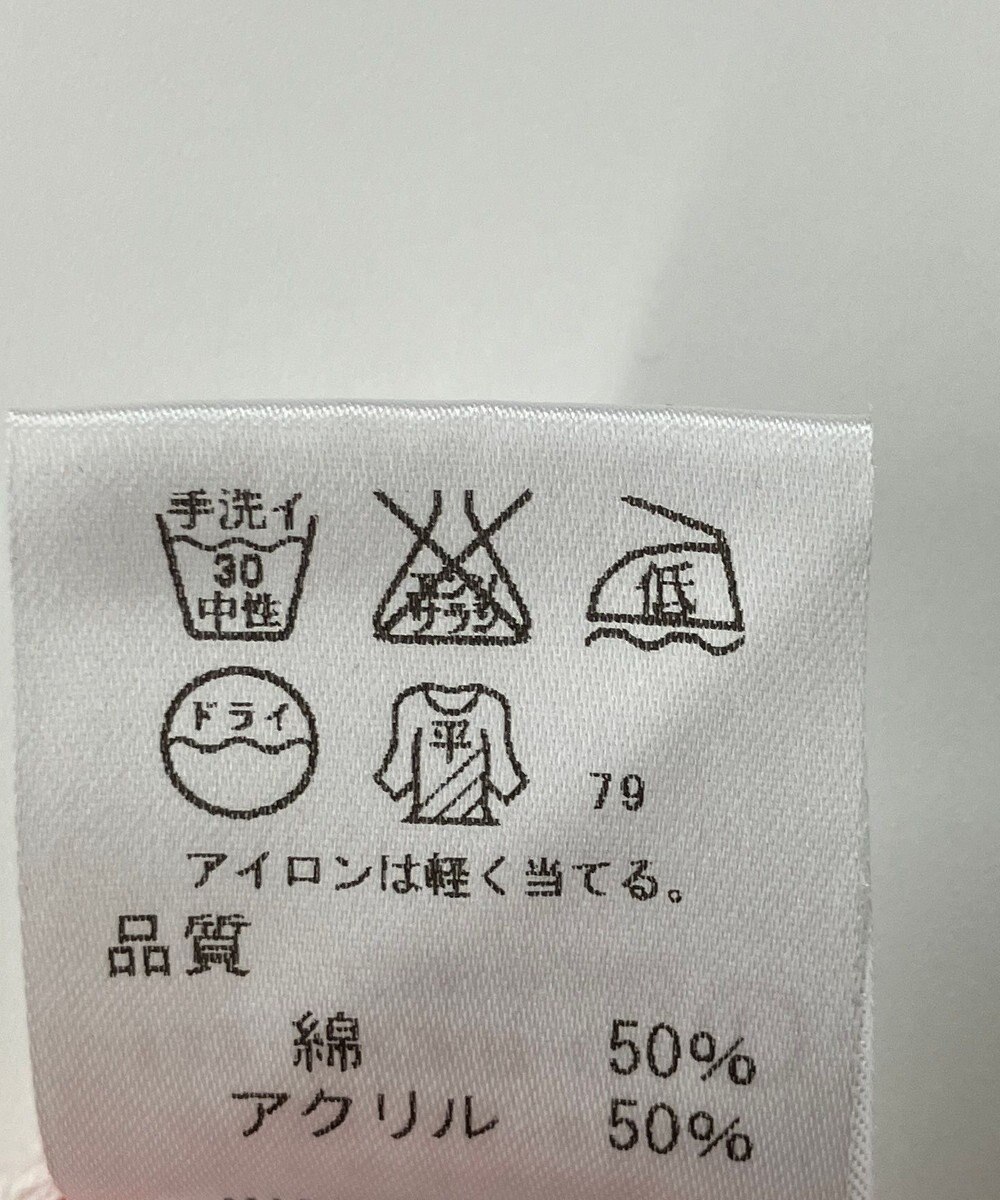 手洗イ
30
中性
エンソ
サラシ
低
ドライ
平
79
アイロンは軽く当てる。
品質
綿 50%
アクリル 50%